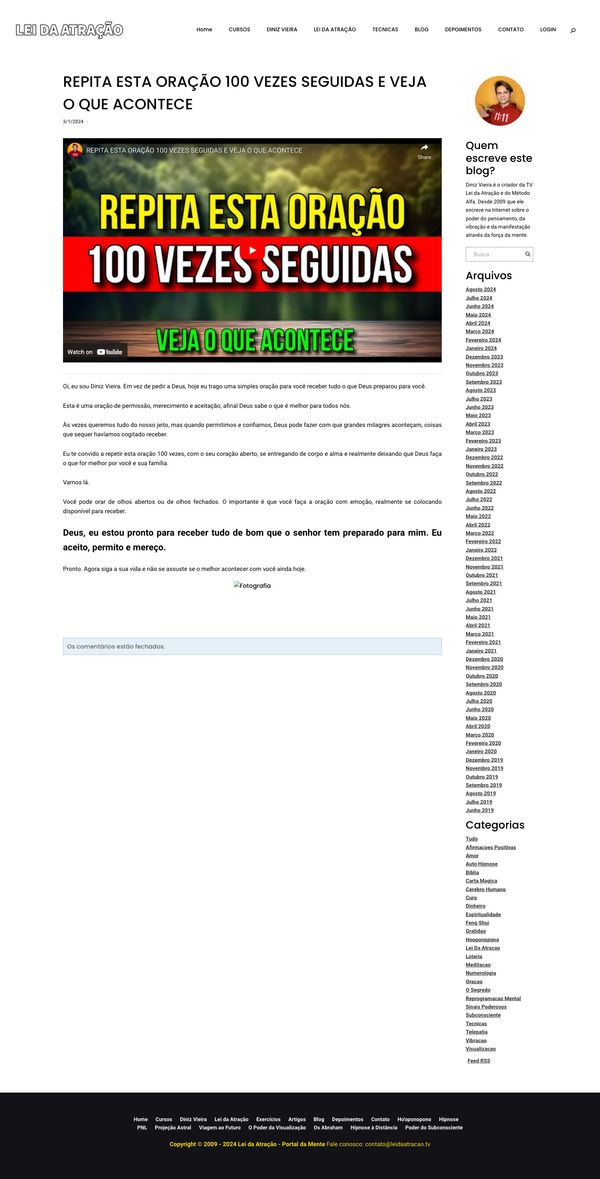 LEI DA ATRAÇÃO
Home CURSOS DINIZ VIEIRA LEI DA ATRAÇÃO TECNICAS BLOG DEPOIMENTOS CONTATO LOGIN
REPITA ESTA ORAÇÃO 100 VEZES SEGUIDAS E VEJA
O QUE ACONTECE
3/1/2024
REPITA ESTA ORAÇÃO 100 VEZES SEGUIDAS E VEJA O QUE ACONTECE
Share
REPITA ESTA ORAÇÃO
100 VEZES SEGUIDAS
VEJA O QUE ACONTECE
Watch on YouTube
Oi, eu sou Diniz Vieira. Em vez de pedir a Deus, hoje eu trago uma simples oração para você receber tudo o que Deus preparou para você.
Esta é uma oração de permissão, merecimento e aceitação, afinal Deus sabe o que é melhor para todos nós.
Às vezes queremos tudo do nosso jeito, mas quando permitimos e confiamos, Deus pode fazer com que grandes milagres aconteçam, coisas
que sequer havíamos cogitado receber.
Eu te convido a repetir esta oração 100 vezes, com o seu coração aberto, se entregando de corpo e alma e realmente deixando que Deus faça
o que for melhor por você e sua família.
Vamos lá.
Você pode orar de olhos abertos ou de olhos fechados. O importante é que você faça a oração com emoção, realmente se colocando
disponível para receber.
Deus, eu estou pronto para receber tudo de bom que o senhor tem preparado para mim. Eu
aceito, permito e mereço.
Pronto. Agora siga a sua vida e não se assuste se o melhor acontecer com você ainda hoje.
Fotografia
Os comentários estão fechados.
11:11
Quem
escreve este
blog?
Diniz Vieira é o criador da TV
Lei da Atração e do Método
Alfa. Desde 2009 que ele
escreve na Internet sobre o
poder do pensamento, da
vibração e da manifestação
através da força da mente.
Busca
Arquivos
Agosto 2024
Julho 2024
Junho 2024
Maio 2024
Abril 2024
Março 2024
Fevereiro 2024
Janeiro 2024
Dezembro 2023
Novembro 2023
Outubro 2023
Setembro 2023
Agosto 2023
Julho 2023
Junho 2023
Maio 2023
Abril 2023
Março 2023
Fevereiro 2023
Janeiro 2023
Dezembro 2022
Novembro 2022
Outubro 2022
Setembro 2022
Agosto 2022
Julho 2022
Junho 2022
Maio 2022
Abril 2022
Março 2022
Fevereiro 2022
Janeiro 2022
Dezembro 2021
Novembro 2021
Outubro 2021
Setembro 2021
Agosto 2021
Julho 2021
Junho 2021
Maio 2021
Abril 2021
Março 2021
Fevereiro 2021
Janeiro 2021
Dezembro 2020
Novembro 2020
Outubro 2020
Setembro 2020
Agosto 2020
Julho 2020
Junho 2020
Maio 2020
Abril 2020
Março 2020
Fevereiro 2020
Janeiro 2020
Dezembro 2019
Novembro 2019
Outubro 2019
Setembro 2019
Agosto 2019
Julho 2019
Junho 2019
Categorias
Tudo
Afirmacoes Positivas
Amor
Auto Hipnose
Biblia
Carta Magica
Cerebro Humano
Cura
Dinheiro
Espiritualidade
Feng Shui
Gratidao
Hooponopono
Lei Da Atracao
Loteria
Meditacao
Numerologia
Oracao
O Segredo
Reprogramacao Mental
Sinais Poderosos
Subconsciente
Tecnicas
Telepatia
Vibracao
Visualizacao
Feed RSS
Home Cursos Diniz Vieira Lei da Atração Exercícios Artigos Blog Depoimentos Contato Ho'oponopono Hipnose
PNL Projeção Astral Viagem ao Futuro O Poder da Visualização Os Abraham Hipnose à Distância Poder do Subconsciente
Copyright © 2009 - 2024 Lei da Atração - Portal da Mente Fale conosco: contato@leidaatracao.tv